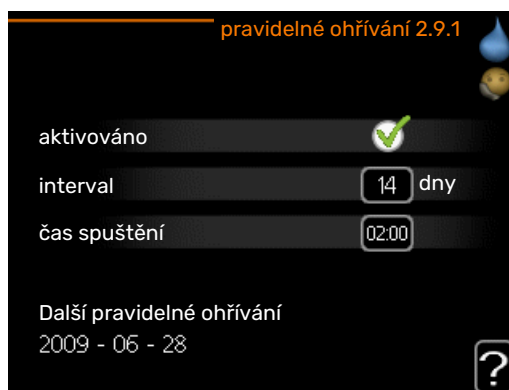 pravidelné ohřívání 2.9.1
aktivováno
interval 14 dny
čas spuštění 02:00
Další pravidelné ohřívání
2009 - 06 - 28
?